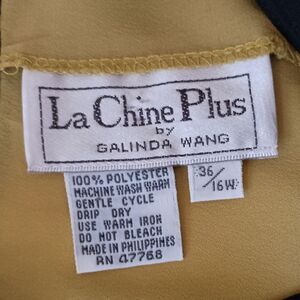 La Chine Plus
by
GALINDA WANG
100% POLYESTER
MACHINE WASH WARM
GENTLE CYCLE
DRIP DRY
USE WARM IRON
DO NOT BLEACH
MADE IN PHILIPPINES
RN 47766
36/16W